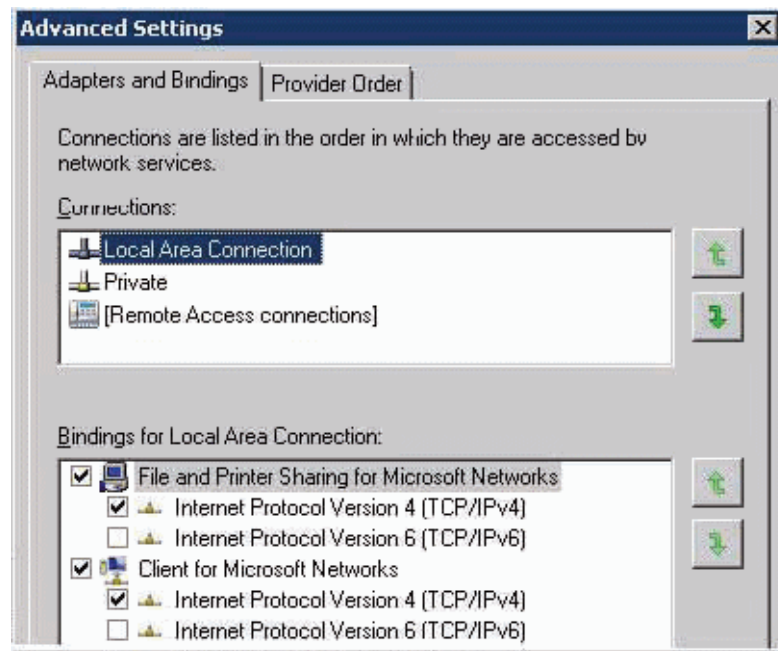 Advanced Settings
Adapters and Bindings
Provider Order
Connections are listed in the order in which they are accessed by
network services.
Connections:
Local Area Connection
Private
[Remote Access connections]
Bindings for Local Area Connection:
File and Printer Sharing for Microsoft Networks
Internet Protocol Version 4 (TCP/IPv4)
Internet Protocol Version 6 (TCP/IPv6)
Client for Microsoft Networks
Internet Protocol Version 4 (TCP/IPv4)
Internet Protocol Version 6 (TCP/IPv6)